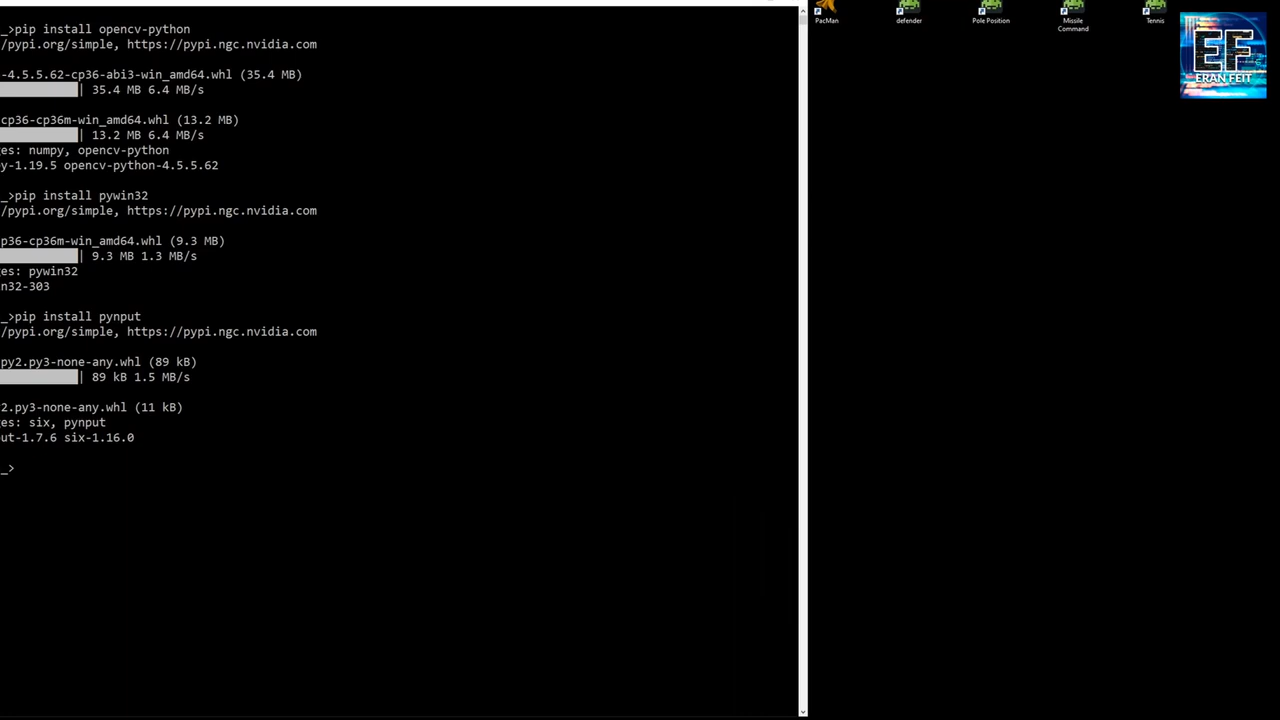 _>pip install opencv-python
/pypi.org/simple, https://pypi.ngc.nvidia.com
-4.5.5.62-cp36-abi3-win_amd64.whl (35.4 MB)
| 35.4 MB 6.4 MB/s
cp36-cp36m-win_amd64.whl (13.2 MB)
| 13.2 MB 6.4 MB/s
ges: numpy, opencv-python
y-1.19.5 opencv-python-4.5.5.62
_>pip install pywin32
/pypi.org/simple, https://pypi.ngc.nvidia.com
p36-cp36m-win_amd64.whl (9.3 MB)
| 9.3 MB 1.3 MB/s
ges: pywin32
n32-303
_>pip install pynput
/pypi.org/simple, https://pypi.ngc.nvidia.com
py2.py3-none-any.whl (89 kB)
| 89 kB 1.5 MB/s
2.py3-none-any.whl (11 kB)
ges: six, pynput
ut-1.7.6 six-1.16.0
_>
PacMan
defender
Pole Position
Missile
Command
Tennis
EF
ERAN FEIT